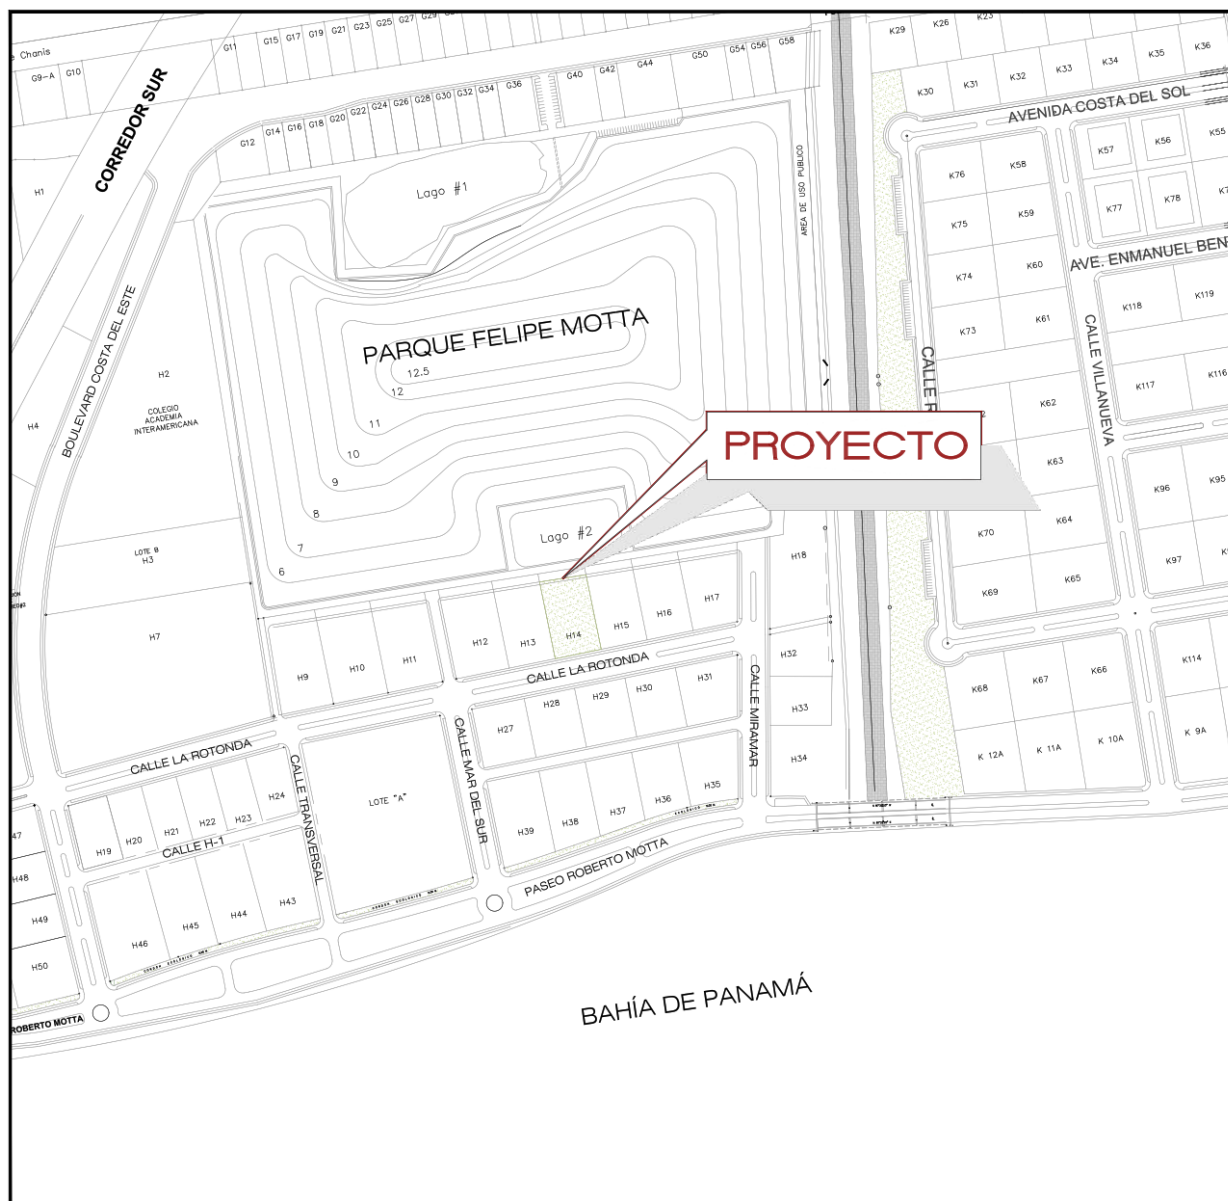 e Chanis
G9-A
G10
G11
G15
G17
G19
G21
G23
G25
G27
G29
G12
G14
G16
G18
G20
G22
G24
G26
G28
G30
G32
G34
G36
G40
G42
G44
G50
G54
G56
G58
K29
K26
K23
K30
K31
K32
K33
K34
K35
K36
CORREDOR SUR
AVENIDA COSTA DEL SOL
H1
Lago #1
AREA DE USO PUBLICO
K76
K58
K57
K56
K55
K75
K59
K77
K78
K74
K60
AVE. ENMANUEL BEN
K73
K61
K118
K119
BOULEVARD COSTA DEL ESTE
PARQUE FELIPE MOTTA
12.5
12
11
10
9
8
7
6
H2
COLEGIO
ACADEMIA
INTERAMERICANA
H4
CALLE R
CALLE VILLANUEVA
K62
K117
K116
PROYECTO
K63
K96
K95
K70
K64
K97
K69
K65
LOTE B
H3
Lago #2
H18
H7
H9
H10
H11
H12
H13
H14
H15
H16
H17
CALLE LA ROTONDA
H32
H33
H34
CALLE MIRAMAR
K68
K67
K66
K114
K 12A
K 11A
K 10A
K 9A
H27
H28
H29
H30
H31
CALLE LA ROTONDA
CALLE TRANSVERSAL
CALLE MAR DEL SUR
LOTE "A"
H19
H20
H21
H22
H23
H24
CALLE H-1
H39
H38
H37
H36
H35
PASEO ROBERTO MOTTA
47
H48
H49
H50
H46
H45
H44
H43
ROBERTO MOTTA
BAHÍA DE PANAMÁ